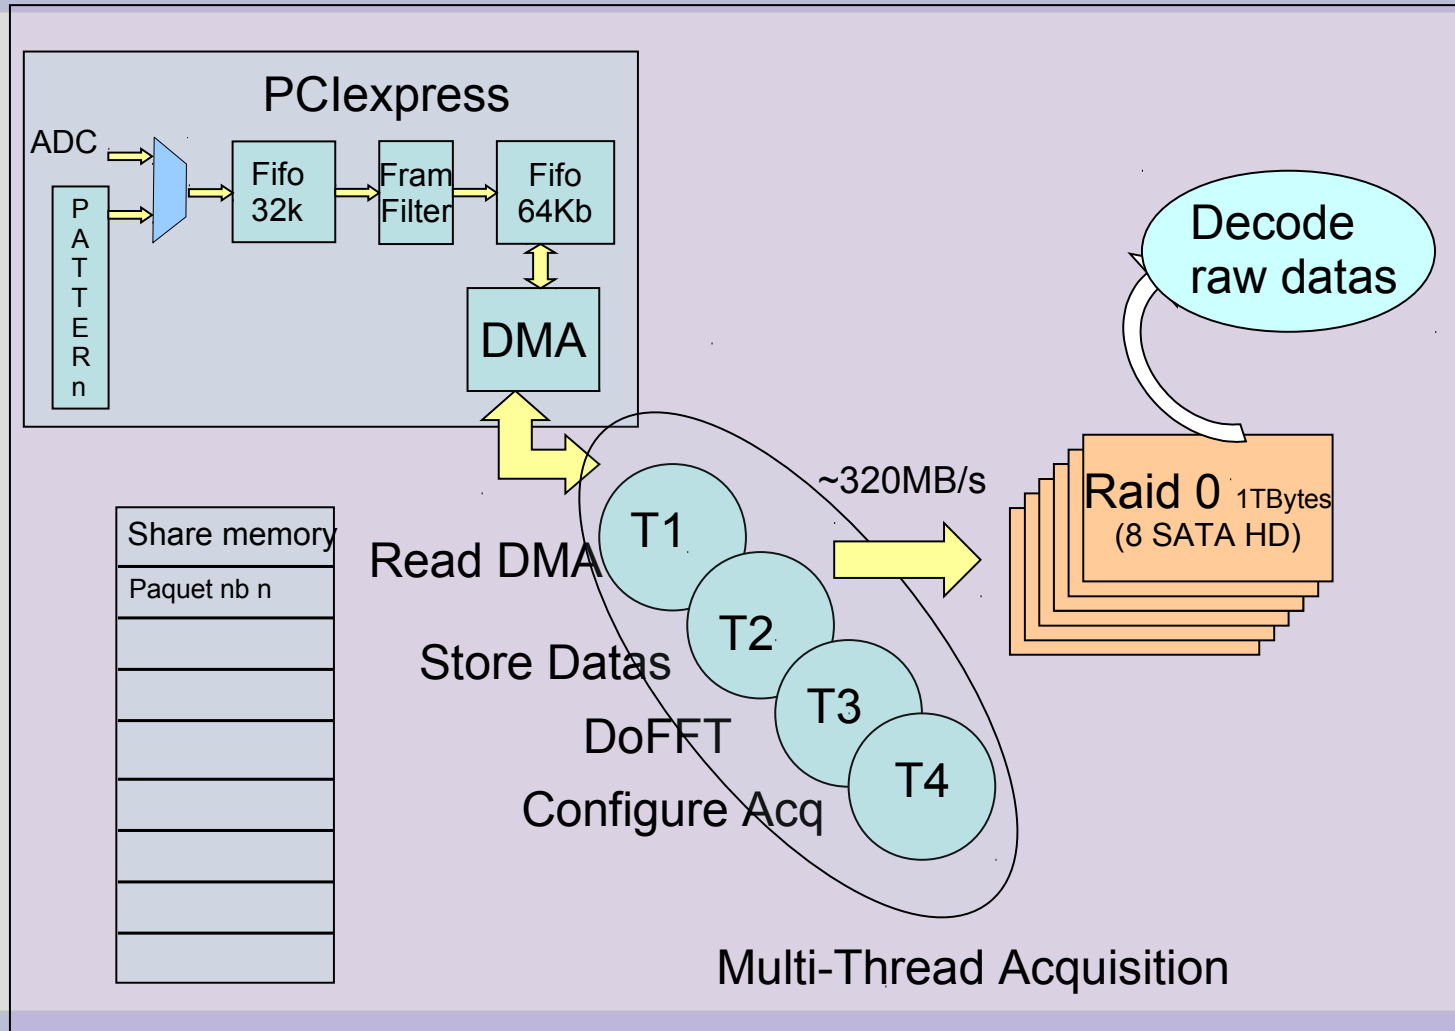 PCIexpress
ADC
PATTERn
Fifo
32k
Fram
Filter
Fifo
64Kb
DMA
Decode
raw datas
~320MB/s
Raid 0 1TBytes
(8 SATA HD)
Share memory
Paquet nb n
Read DMA
T1
Store Datas
T2
DoFFT
T3
Configure Acq
T4
Multi-Thread Acquisition